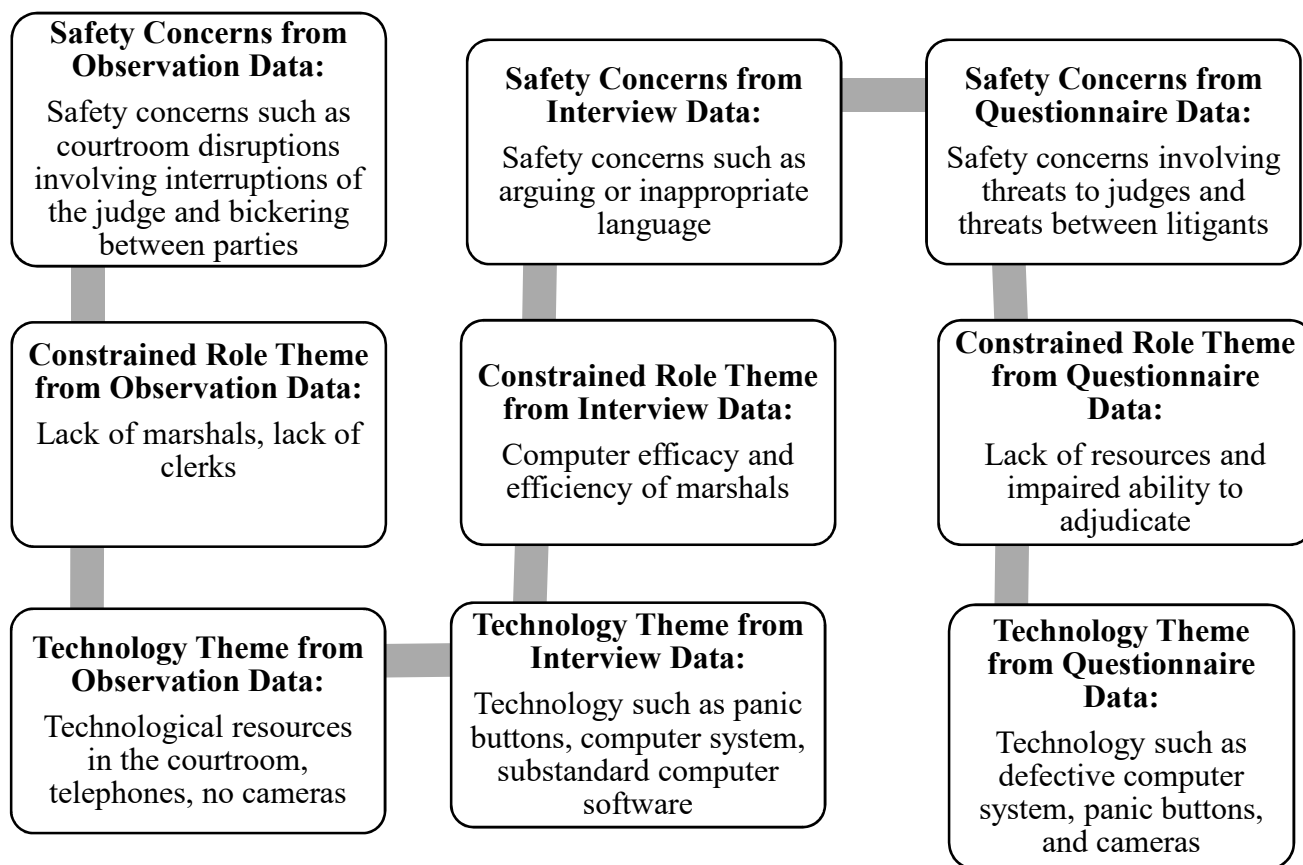 Safety Concerns from
Observation Data:
Safety concerns such as
courtroom disruptions
involving interruptions of
the judge and bickering
between parties
Constrained Role Theme
from Observation Data:
Lack of marshals, lack of
clerks
Technology Theme from
Observation Data:
Technological resources
in the courtroom,
telephones, no cameras
Technology Theme from
Interview Data:
Technology such as panic
buttons, computer system,
substandard computer
software
Constrained Role Theme
from Interview Data:
Computer efficacy and
efficiency of marshals
Safety Concerns from
Interview Data:
Safety concerns such as
arguing or inappropriate
language
Safety Concerns from
Questionnaire Data:
Safety concerns involving
threats to judges and
threats between litigants
Constrained Role Theme
from Questionnaire
Data:
Lack of resources and
impaired ability to
adjudicate
Technology Theme
from Questionnaire
Data:
Technology such as
defective computer
system, panic buttons,
and cameras